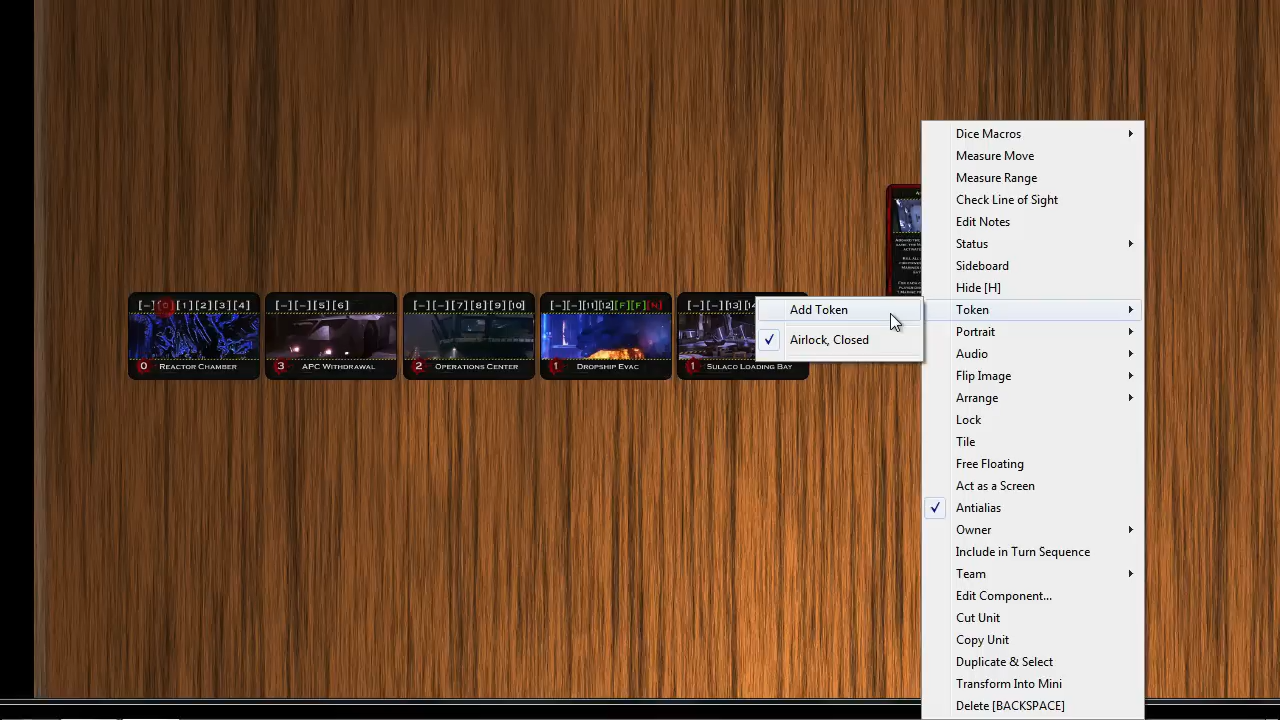 [–][0][1][2][3][4]
0 Reactor Chamber
[–][–][5][6]
3 APC Withdrawal
[–][–][7][8][9][10]
2 Operations Center
[–][–][11][12][F][F][N]
1 Dropship Evac
[–][–][13]
1 Sulaco Loading Bay
Add Token
Airlock, Closed
Dice Macros
Measure Move
Measure Range
Check Line of Sight
Edit Notes
Status
Sideboard
Hide [H]
Token
Portrait
Audio
Flip Image
Arrange
Lock
Tile
Free Floating
Act as a Screen
Antialias
Owner
Include in Turn Sequence
Team
Edit Component...
Cut Unit
Copy Unit
Duplicate & Select
Transform Into Mini
Delete [BACKSPACE]